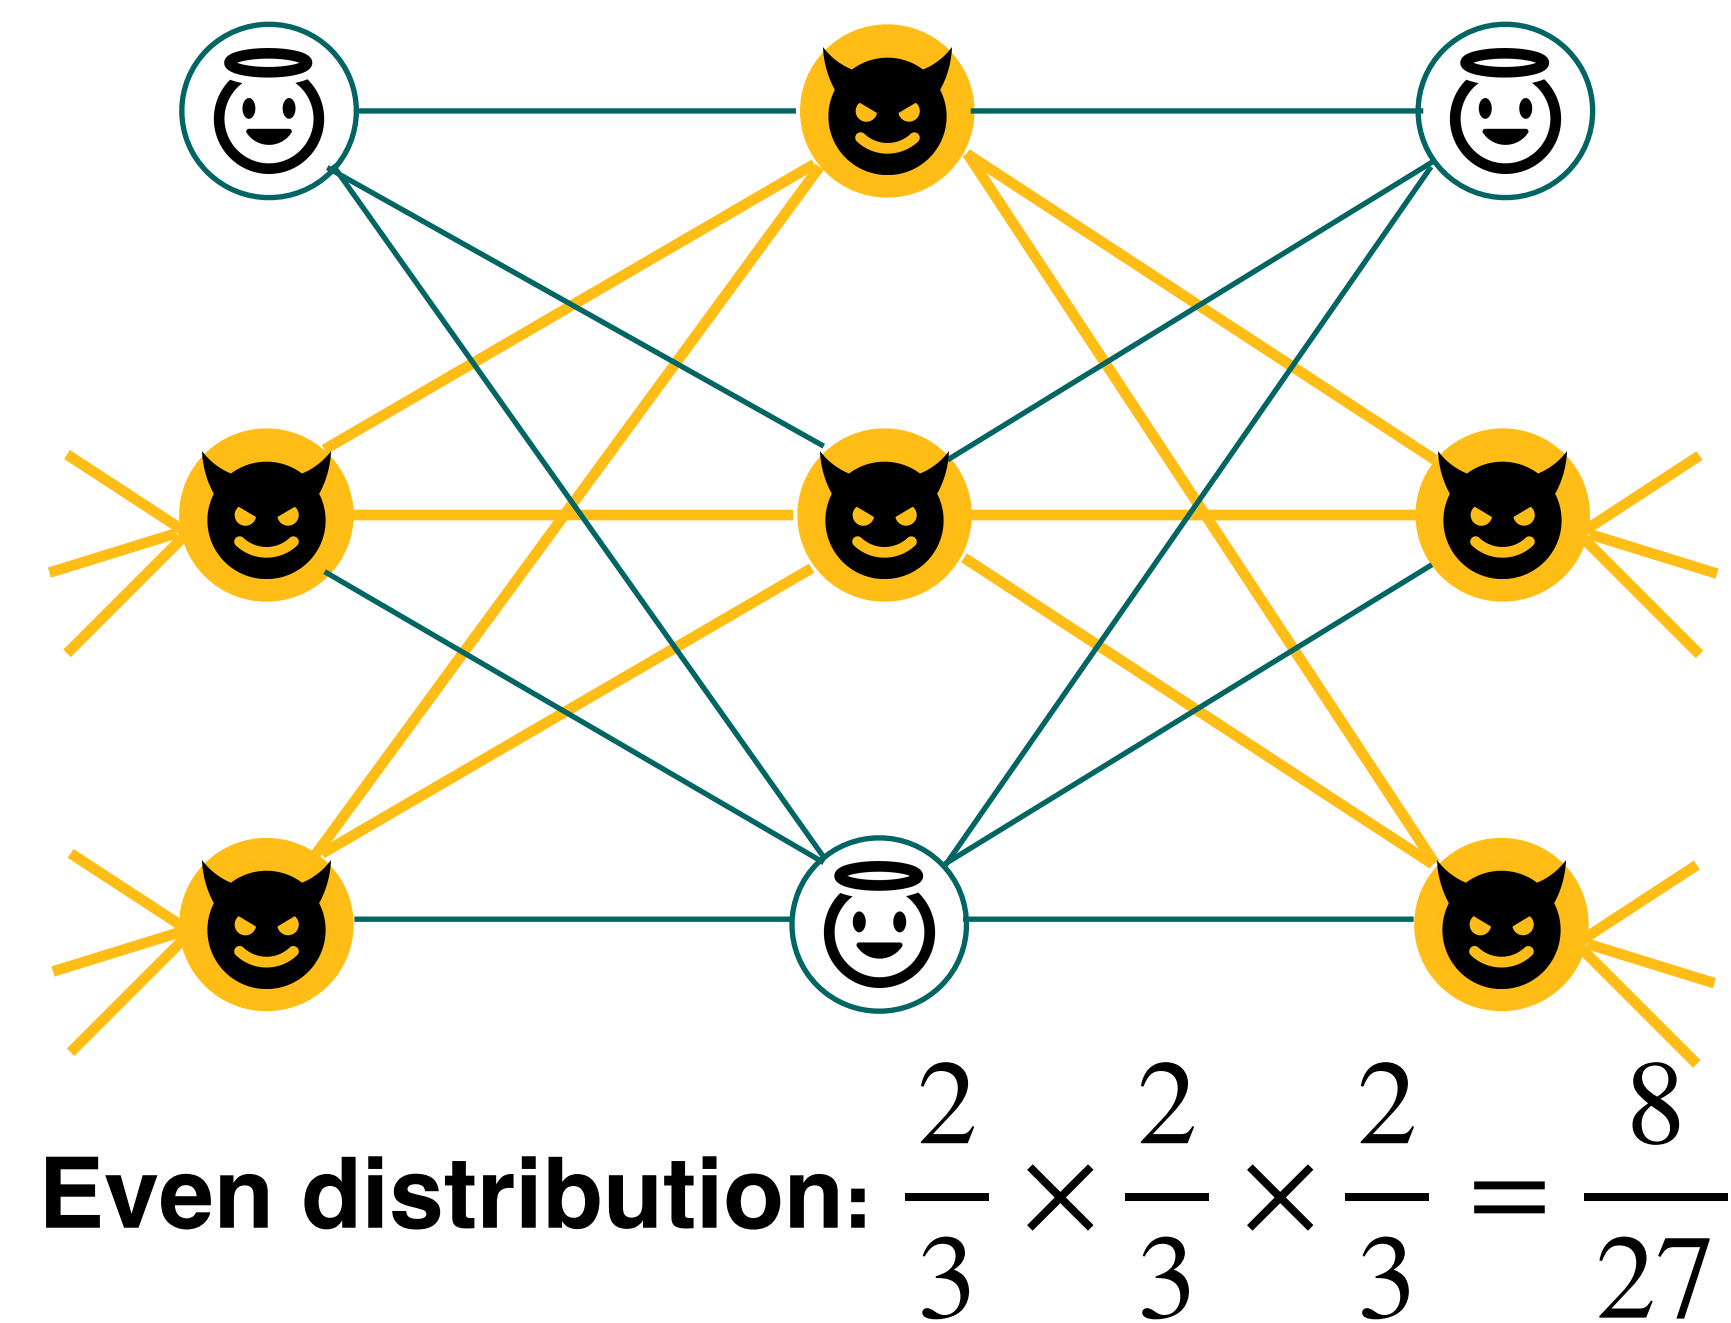 Even distribution: 2/3 × 2/3 × 2/3 = 8/27